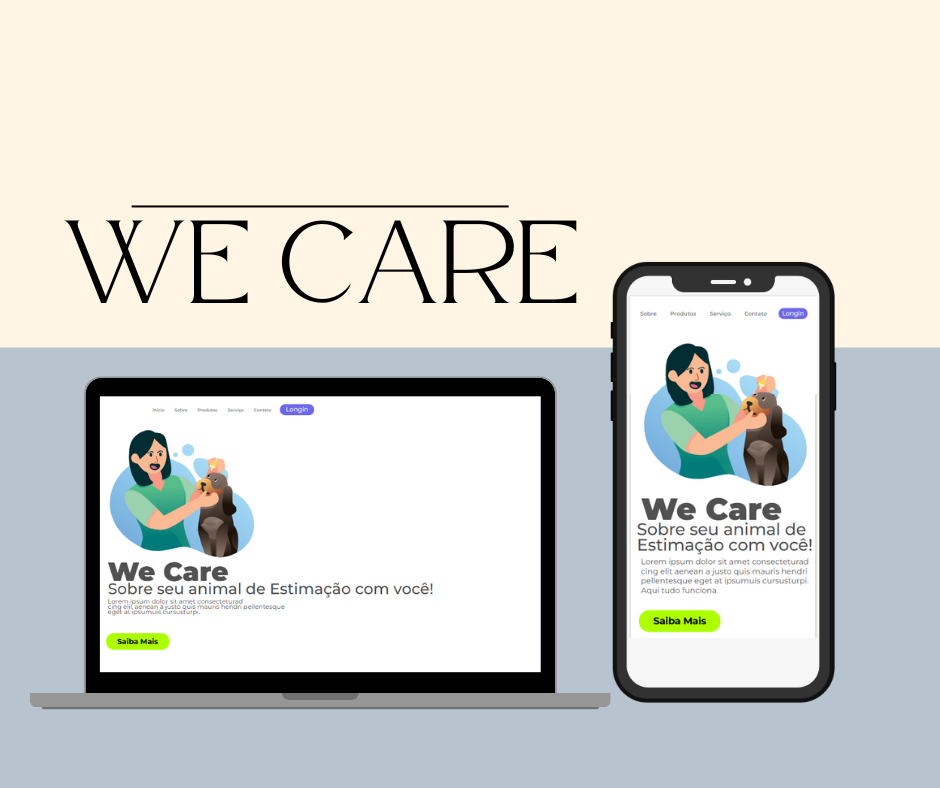 WE CARE
Inicio Sobre Produtos Serviço Contato Longin
We Care
Sobre seu animal de Estimação com você!
Lorem ipsum dolor sit amet consecteturad
cing elit aenean a justo quis mauris hendri pellentesque
eget at ipsumuis cursusturpi.
Saiba Mais
Sobre Produtos Serviço Contato Longin
We Care
Sobre seu animal de
Estimação com você!
Lorem ipsum dolor sit amet consecteturad
cing elit aenean a justo quis mauris hendri
pellentesque eget at ipsumuis cursusturpi.
Aqui tudo funciona
Saiba Mais